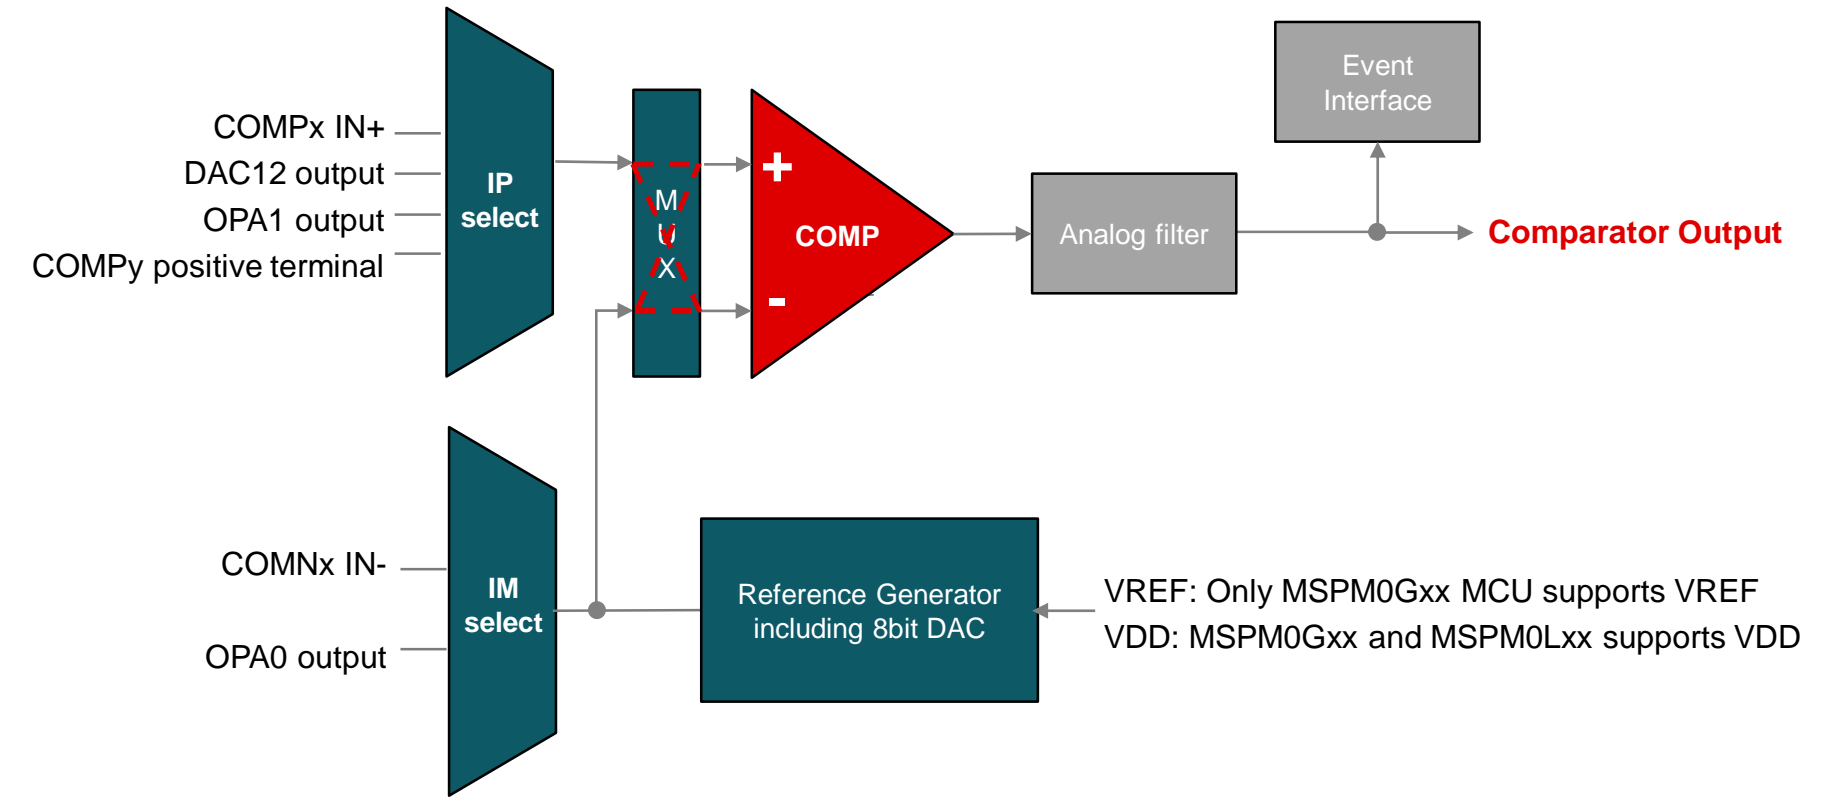 COMPx IN+
DAC12 output
OPA1 output
COMPy positive terminal
IP
select
M
U
X
+
-
COMP
Analog filter
Event
Interface
Comparator Output
COMNx IN-
OPA0 output
IM
select
Reference Generator
including 8bit DAC
VREF: Only MSPM0Gxx MCU supports VREF
VDD: MSPM0Gxx and MSPM0Lxx supports VDD